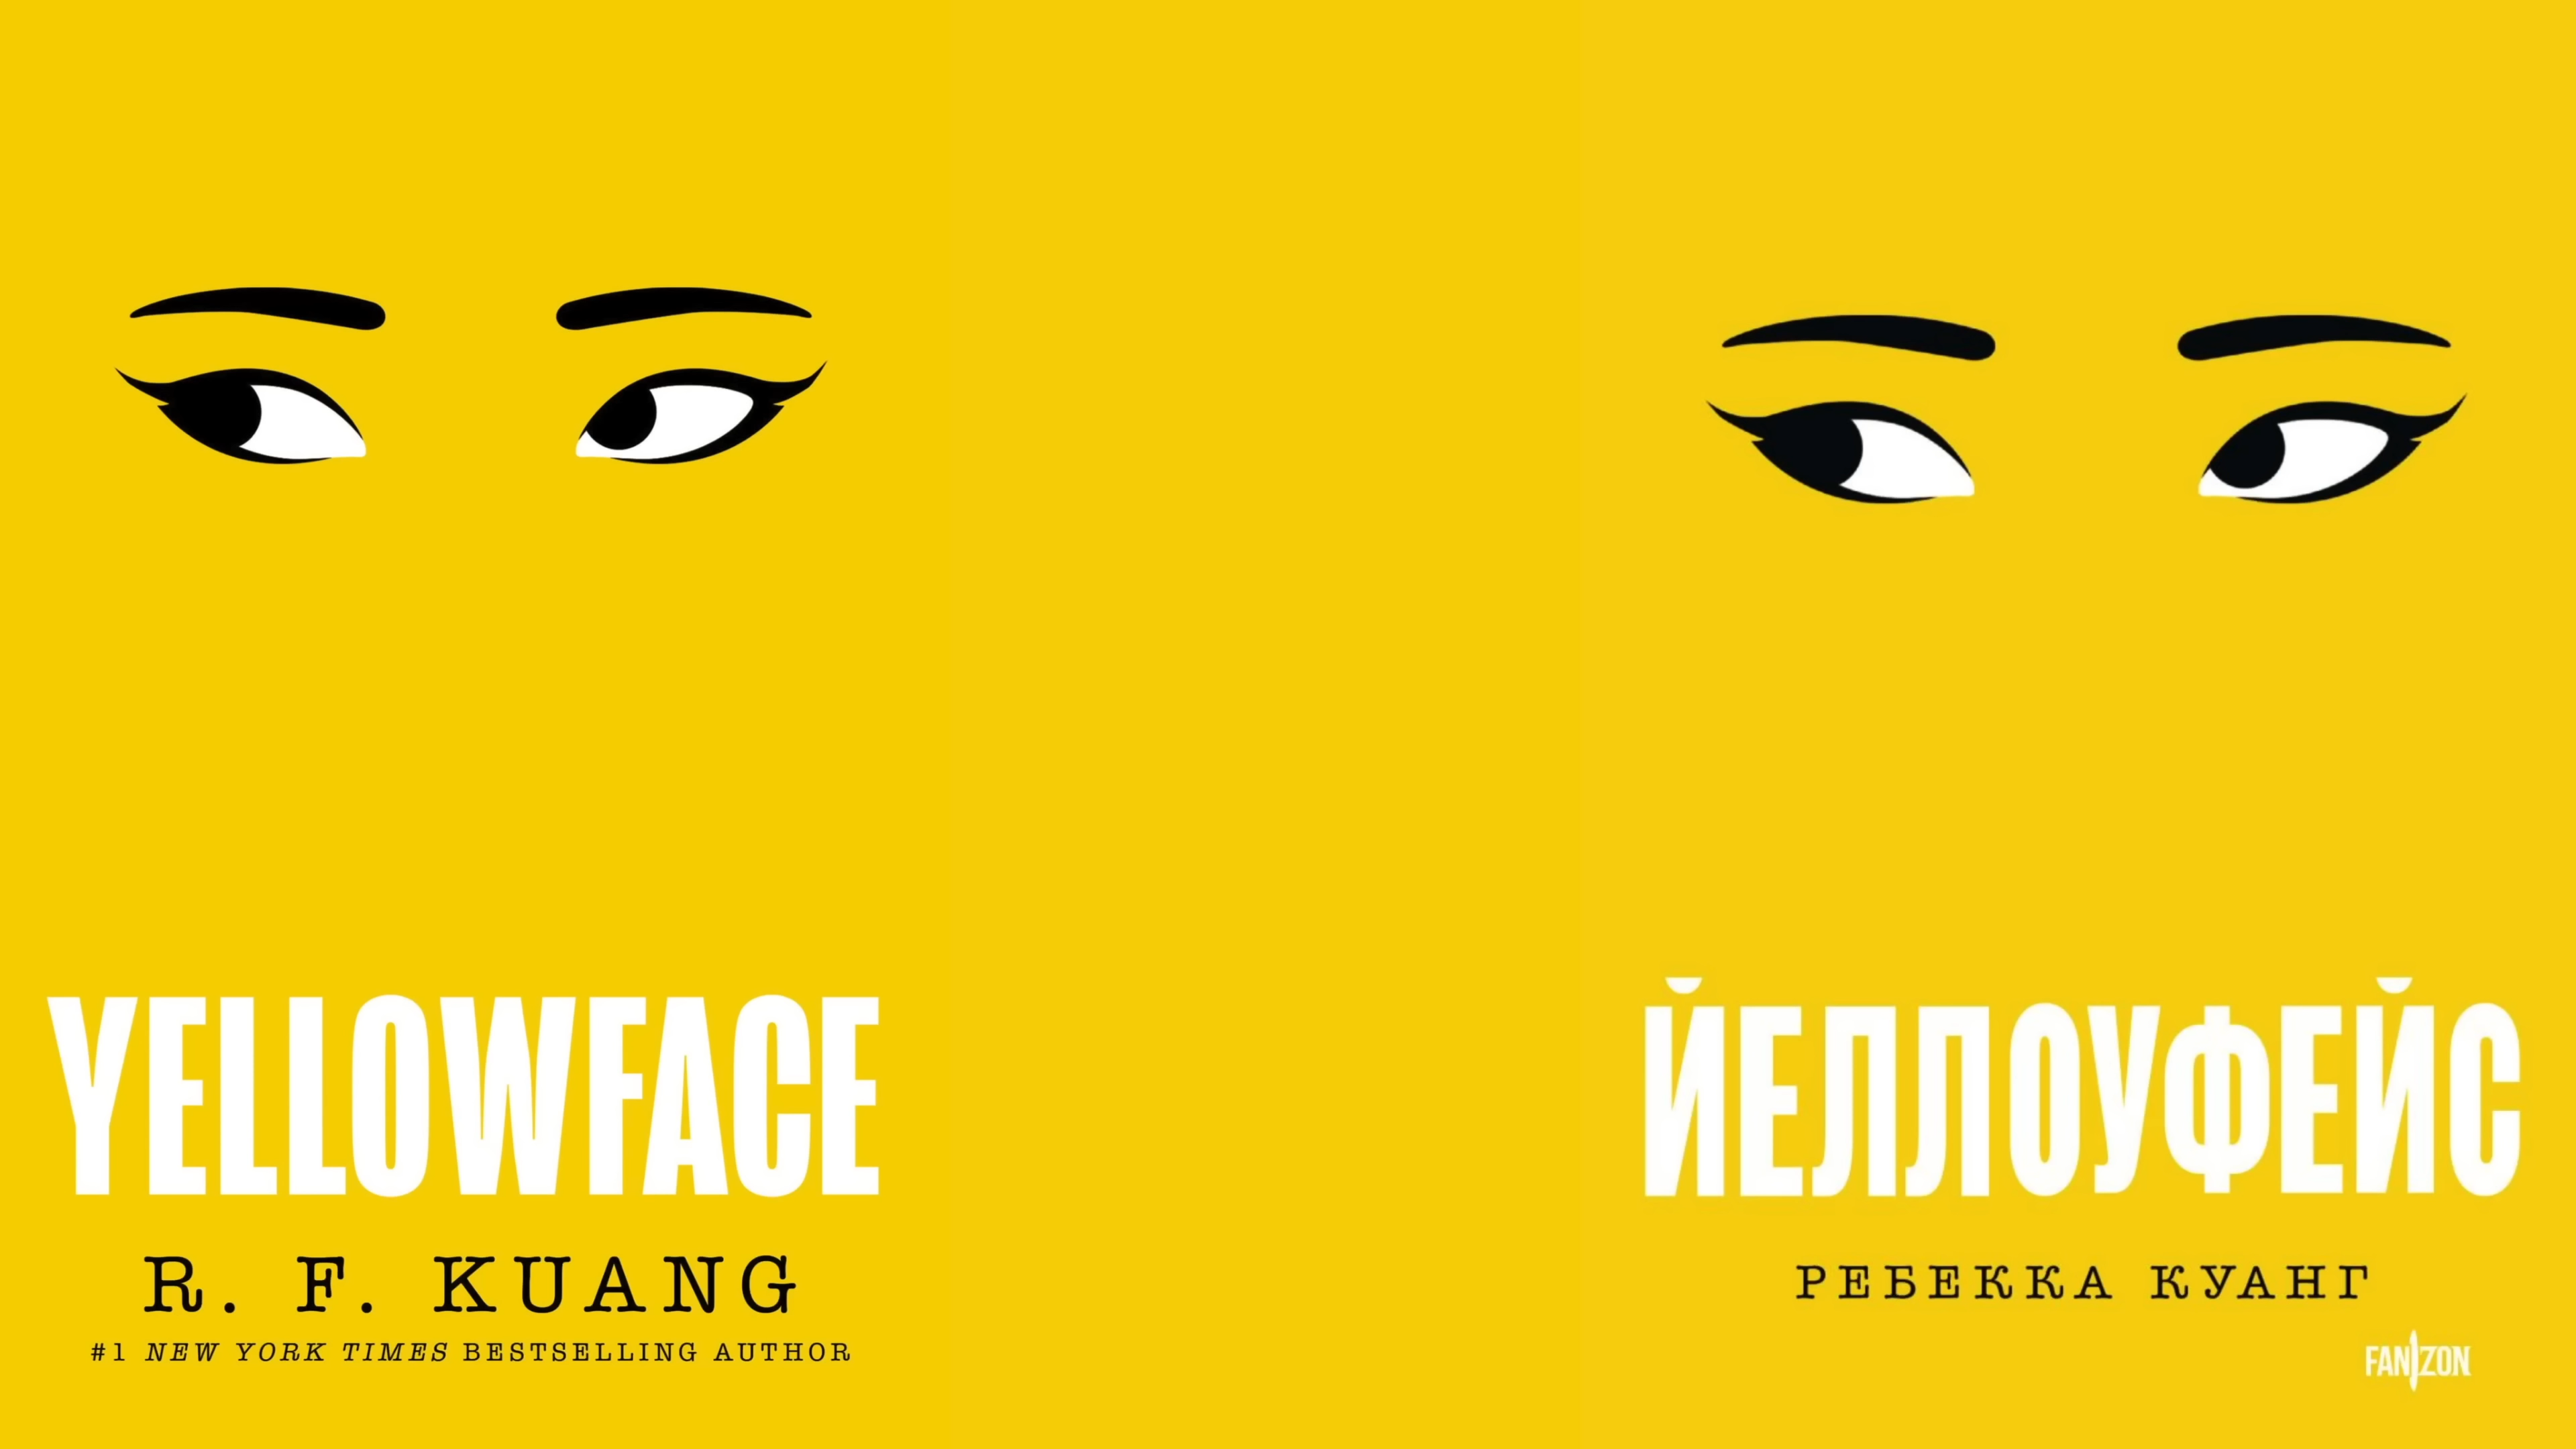 YELLOWFACE
R. F. KUANG
#1 NEW YORK TIMES BESTSELLING AUTHOR
ЙЕЛЛОУФЕЙС
РЕБЕККА КУАНГ
FANZON